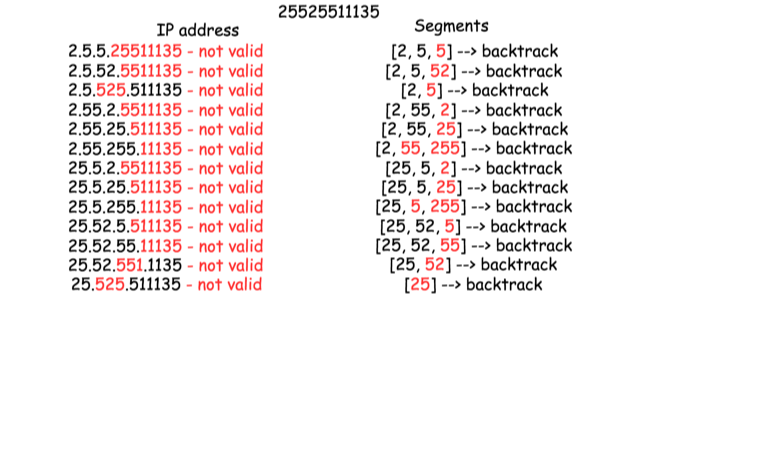 25525511135
IP address Segments
2.5.5.25511135 - not valid [2, 5, 5] --> backtrack
2.5.52.5511135 - not valid [2, 5, 52] --> backtrack
2.5.525.511135 - not valid [2, 5] --> backtrack
2.55.2.5511135 - not valid [2, 55, 2] --> backtrack
2.55.25.511135 - not valid [2, 55, 25] --> backtrack
2.55.255.11135 - not valid [2, 55, 255] --> backtrack
25.5.2.5511135 - not valid [25, 5, 2] --> backtrack
25.5.25.511135 - not valid [25, 5, 25] --> backtrack
25.5.255.11135 - not valid [25, 5, 255] --> backtrack
25.52.5.511135 - not valid [25, 52, 5] --> backtrack
25.52.55.11135 - not valid [25, 52, 55] --> backtrack
25.52.551.1135 - not valid [25, 52] --> backtrack
25.525.511135 - not valid [25] --> backtrack